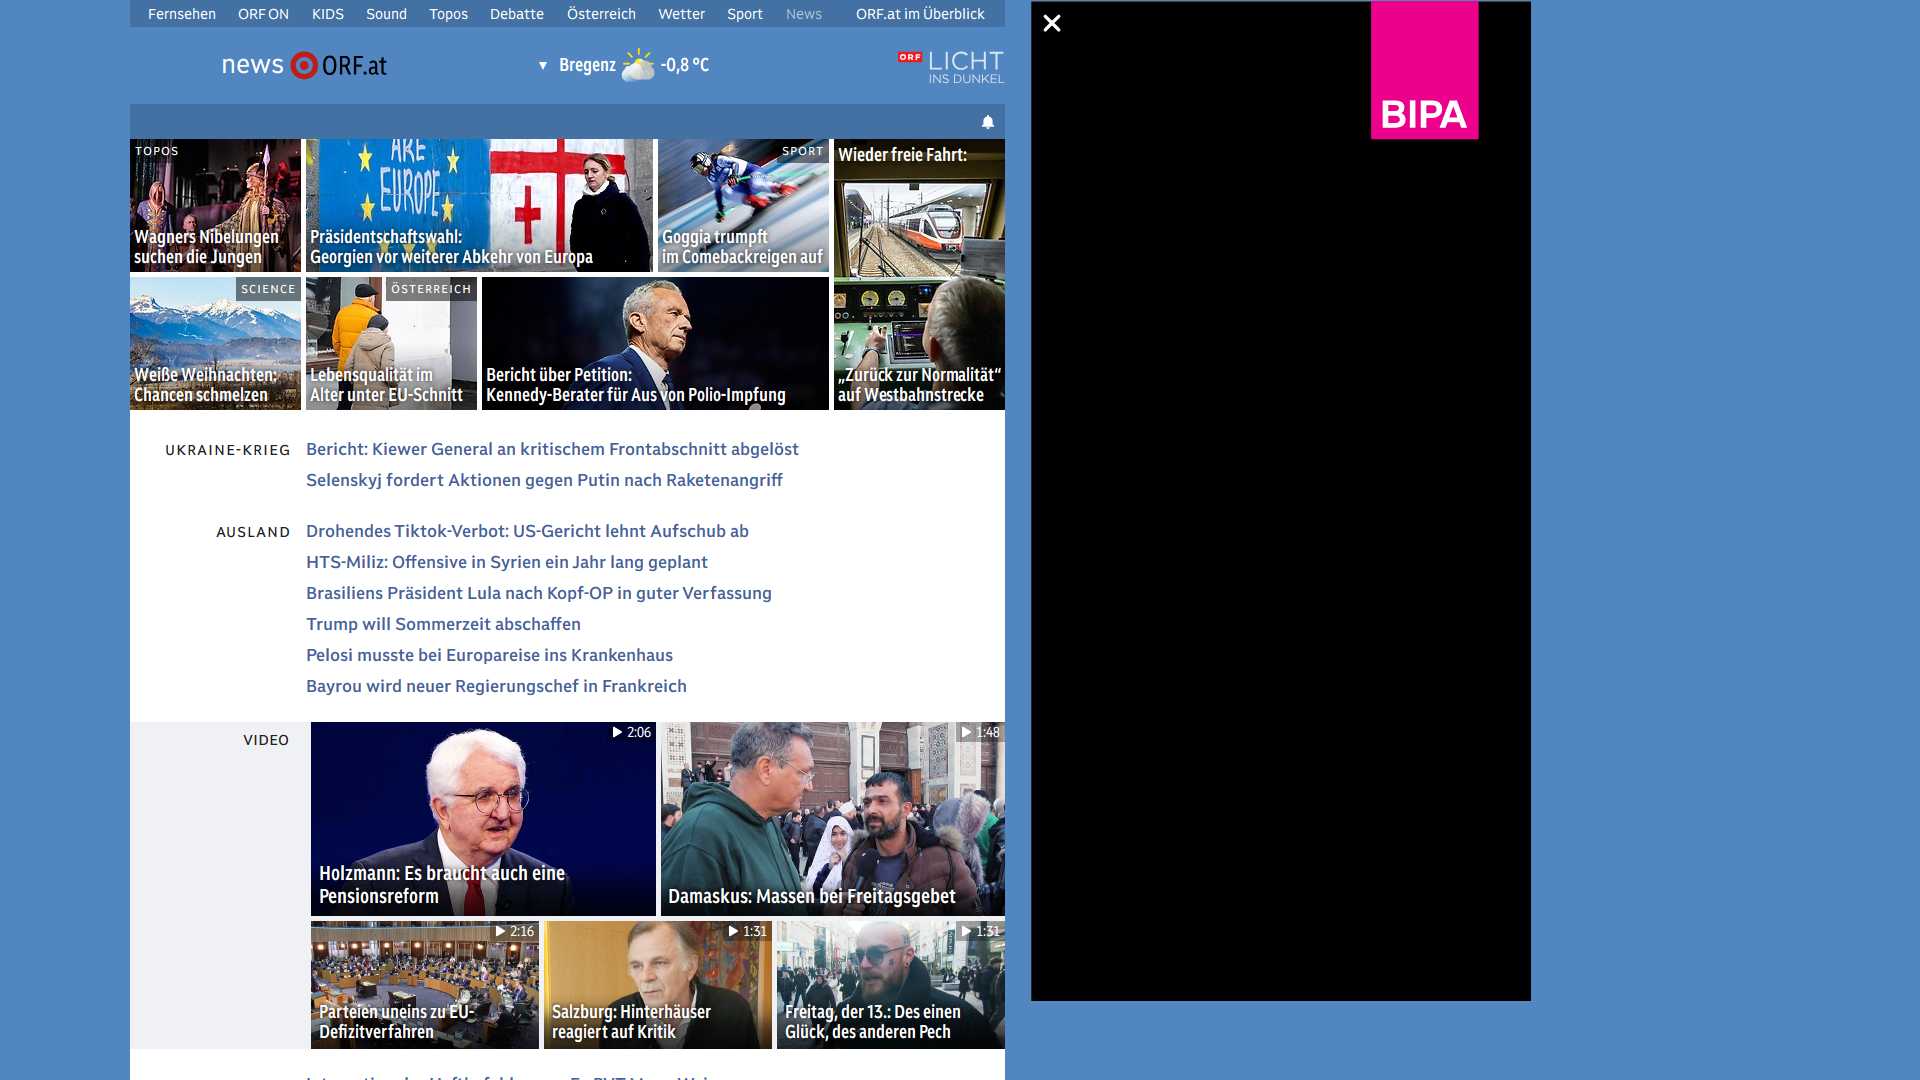 Fernsehen ORF ON KIDS Sound Topos Debatte Österreich Wetter Sport News ORF.at im Überblick
news ORF.at
▼ Bregenz -0,8 °C
ORF LICHT
INS DUNKEL
BIPA
TOPOS
Wagners Nibelungen
suchen die Jungen
ARE
EUROPE
Präsidentschaftswahl:
Georgien vor weiterer Abkehr von Europa
SPORT
Goggia trumpft
im Comebackreigen auf
Wieder freie Fahrt:
„Zurück zur Normalität“
auf Westbahnstrecke
SCIENCE
Weiße Weihnachten:
Chancen schmelzen
ÖSTERREICH
Lebensqualität im
Alter unter EU-Schnitt
Bericht über Petition:
Kennedy-Berater für Aus von Polio-Impfung
UKRAINE-KRIEG
Bericht: Kiewer General an kritischem Frontabschnitt abgelöst
Selenskyj fordert Aktionen gegen Putin nach Raketenangriff
AUSLAND
Drohendes Tiktok-Verbot: US-Gericht lehnt Aufschub ab
HTS-Miliz: Offensive in Syrien ein Jahr lang geplant
Brasiliens Präsident Lula nach Kopf-OP in guter Verfassung
Trump will Sommerzeit abschaffen
Pelosi musste bei Europareise ins Krankenhaus
Bayrou wird neuer Regierungschef in Frankreich
VIDEO
2:06
Holzmann: Es braucht auch eine
Pensionsreform
1:48
Damaskus: Massen bei Freitagsgebet
2:16
Parteien uneins zu EU-
Defizitverfahren
1:31
Salzburg: Hinterhäuser
reagiert auf Kritik
1:31
Freitag, der 13.: Des einen
Glück, des anderen Pech